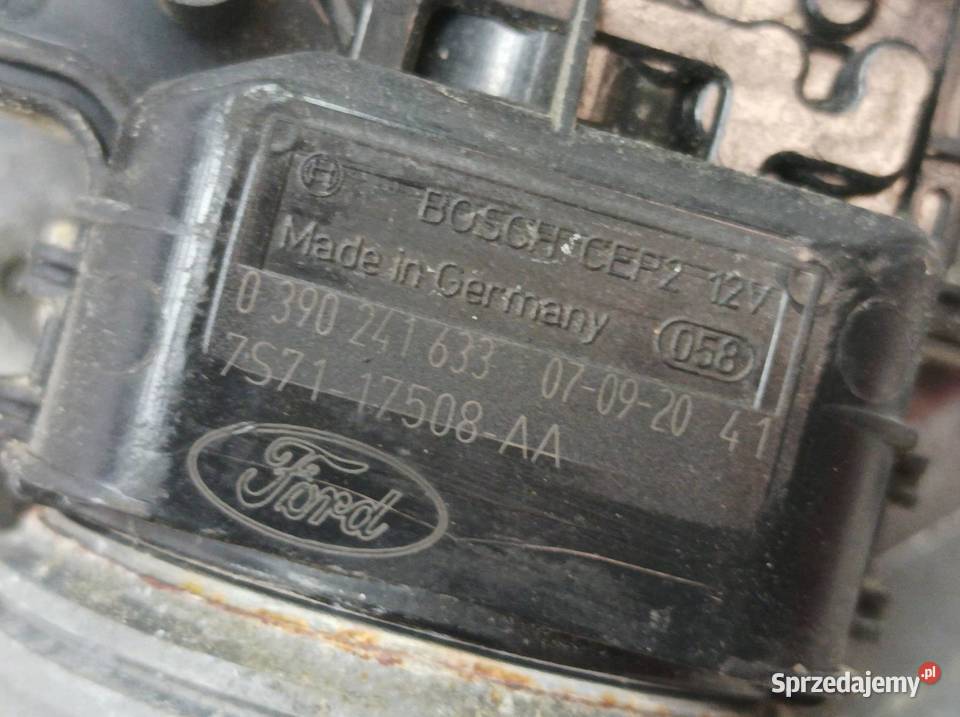 H BOSCH CEP2 12V
Made in Germany 058
0 390 241 633 07-09-20 41
7S71-17508-AA
Ford
Sprzedajemy.pl